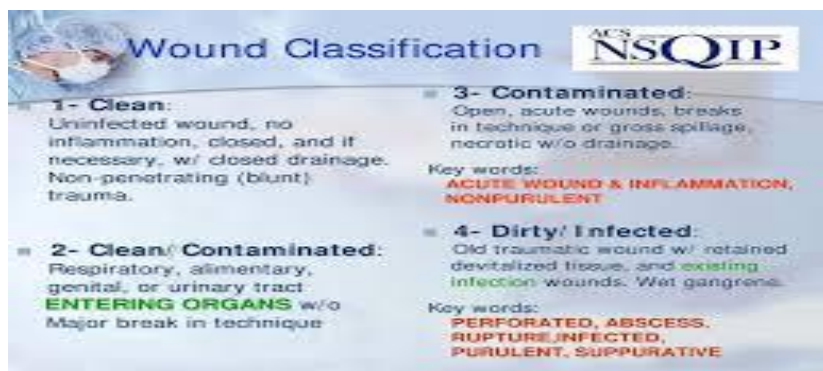 Wound Classification
ACS
NSQIP
1- Clean:
Uninfected wound, no
inflammation, closed, and if
necessary, w/ closed drainage.
Non-penetrating (blunt)
trauma.
2- Clean/Contaminated:
Respiratory, alimentary,
genital, or urinary tract
ENTERING ORGANS w/o
Major break in technique
3- Contaminated:
Open, acute wounds, breaks
in technique or gross spillage,
necrotic w/o drainage.
Key words:
ACUTE WOUND & INFLAMMATION,
NONPURULENT
4- Dirty/Infected:
Old traumatic wound w/ retained
devitalized tissue, and existing
infection wounds. Wet gangrene.
Key words:
PERFORATED, ABSCESS,
RUPTURE,INFECTED,
PURULENT, SUPPURATIVE